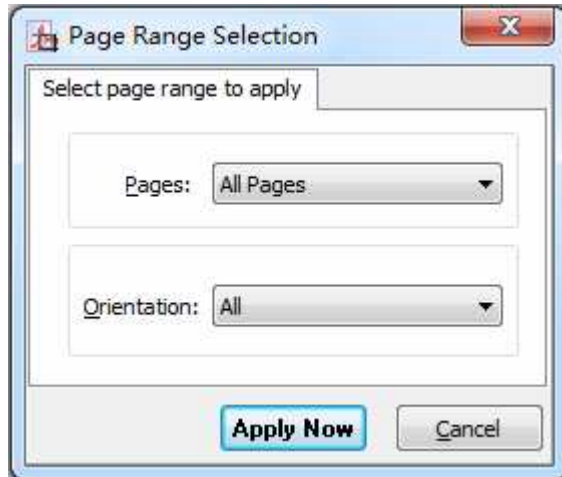 Page Range Selection
Select page range to apply
Pages: All Pages
Orientation: All
Apply Now Cancel